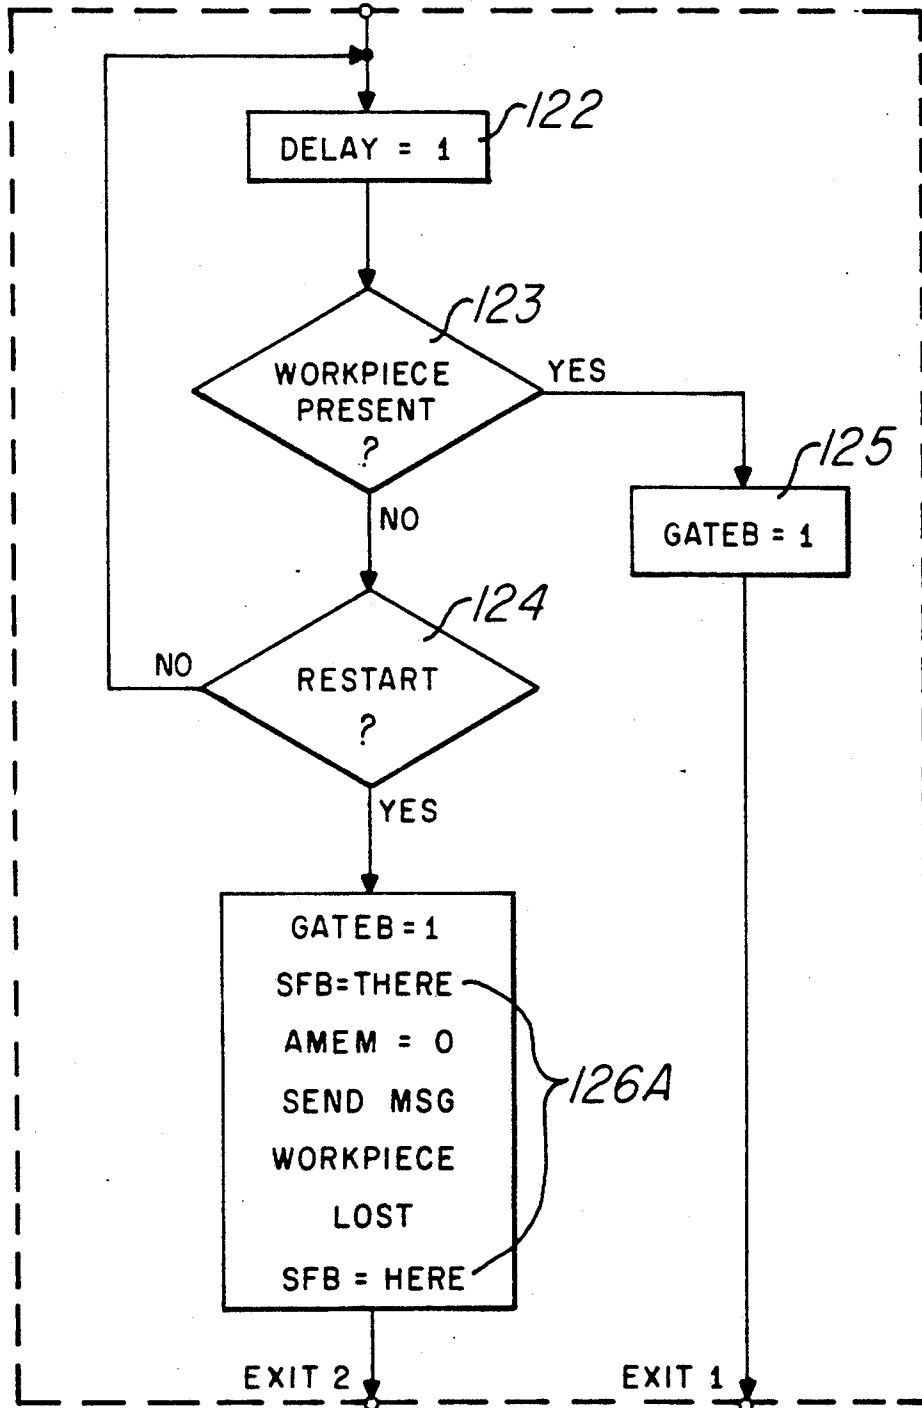 122
DELAY = 1
123
WORKPIECE
PRESENT
?
YES
NO
125
GATEB = 1
124
RESTART
?
NO
YES
GATEB=1
SFB=THERE
AMEM = 0
SEND MSG
WORKPIECE
LOST
SFB = HERE
126A
EXIT 2
EXIT 1